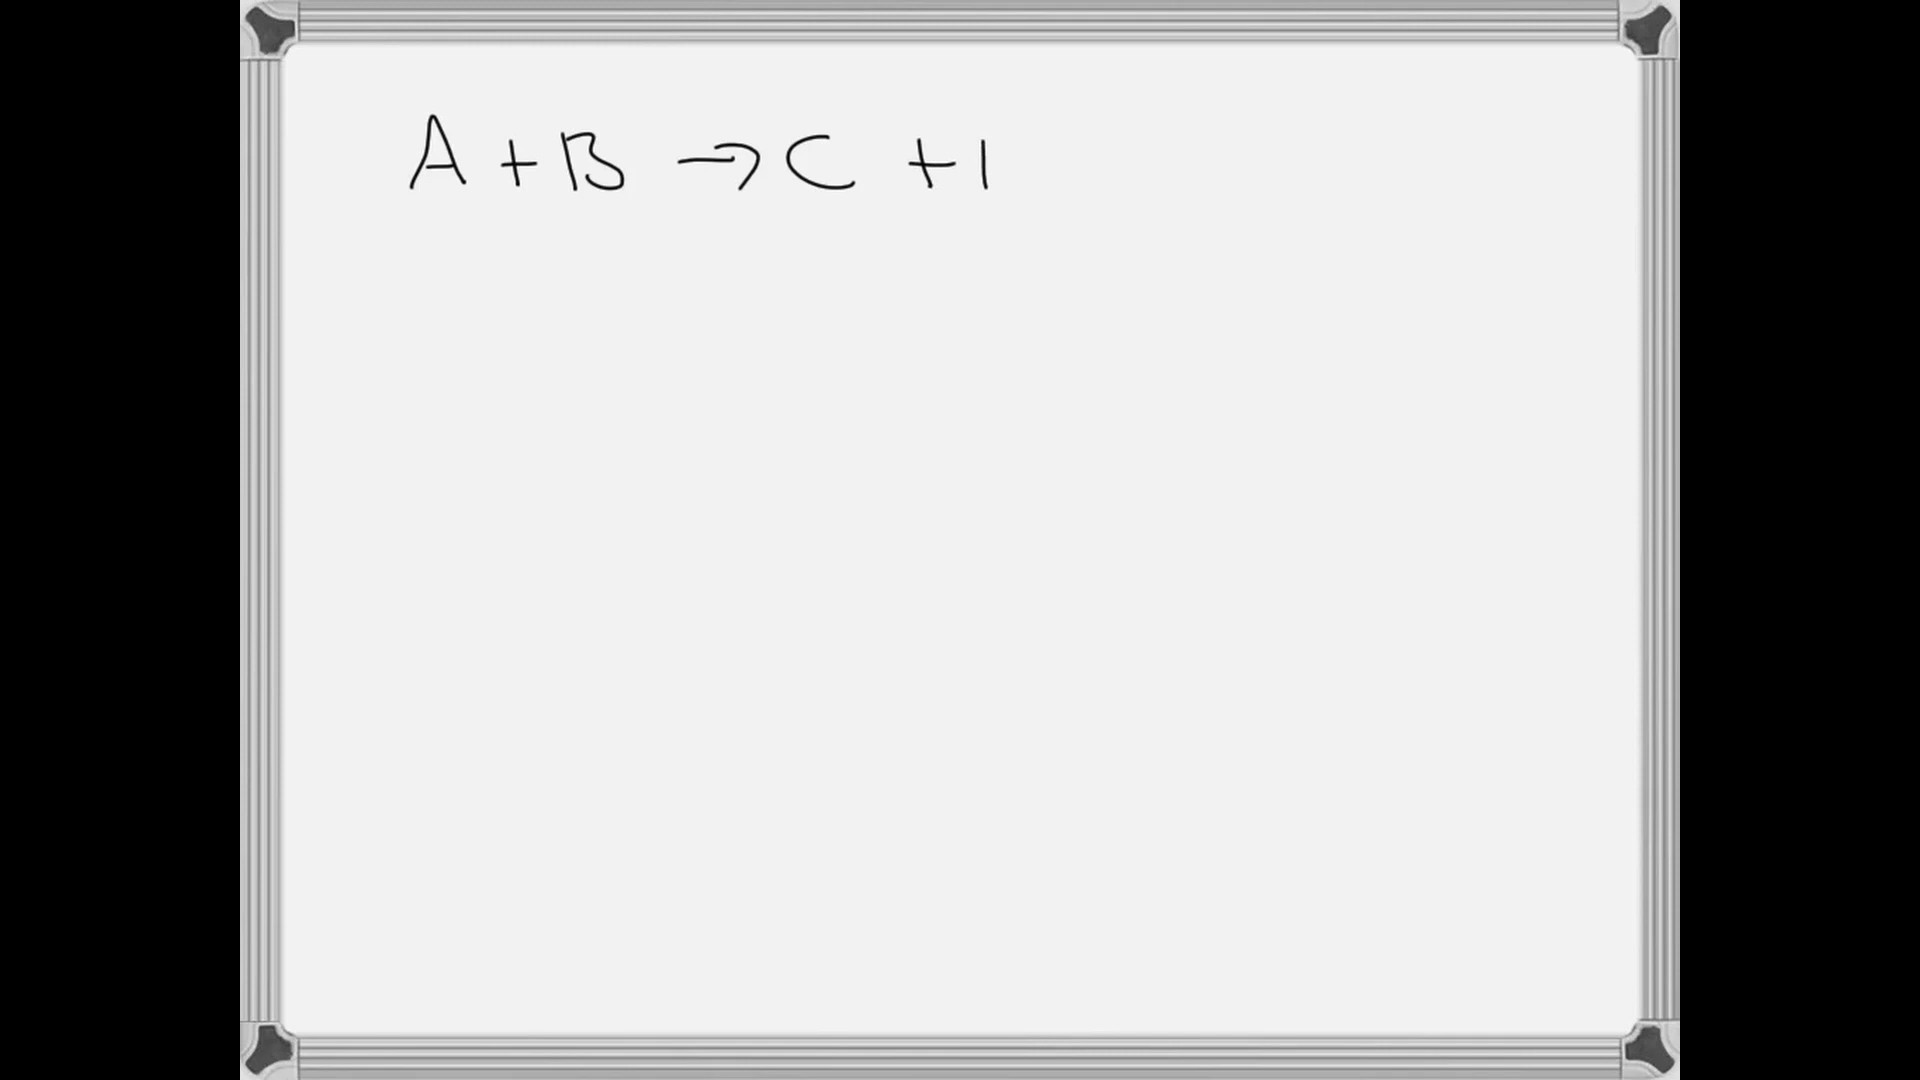 A + B → C + 1